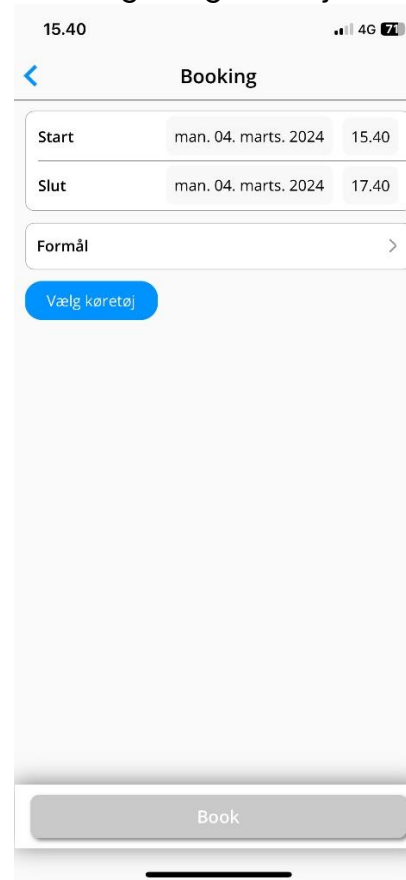 15.40 4G 71
Booking
Start man. 04. marts. 2024 15.40
Slut man. 04. marts. 2024 17.40
Formål
Vælg køretøj
Book